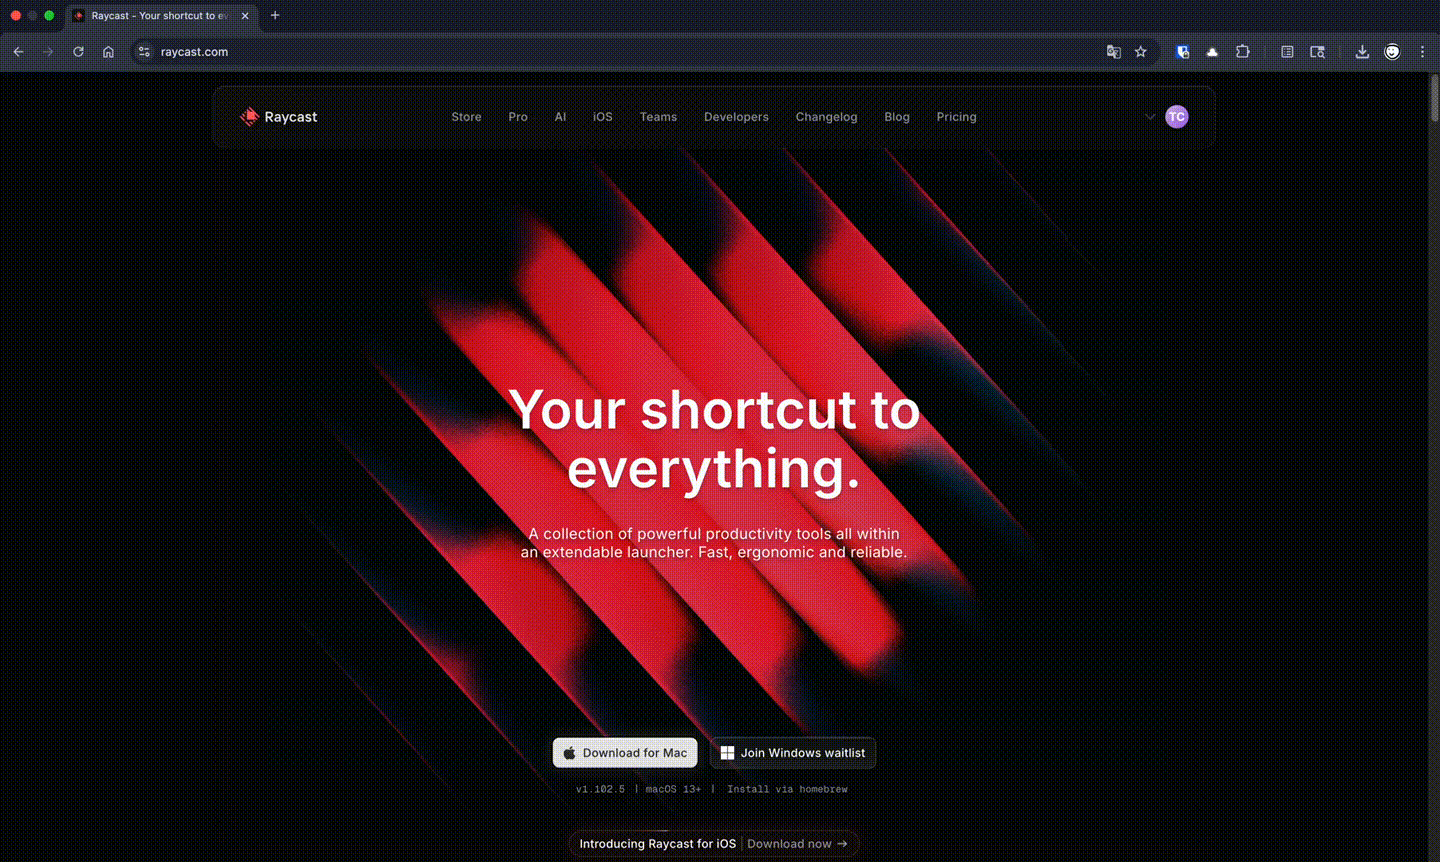 Raycast - Your shortcut to ev
raycast.com
Raycast
Store
Pro
AI
iOS
Teams
Developers
Changelog
Blog
Pricing
TC
Your shortcut to
everything.
A collection of powerful productivity tools all within
an extendable launcher. Fast, ergonomic and reliable.
Download for Mac
Join Windows waitlist
v1.102.5 | macOS 13+ | Install via homebrew
Introducing Raycast for iOS | Download now →